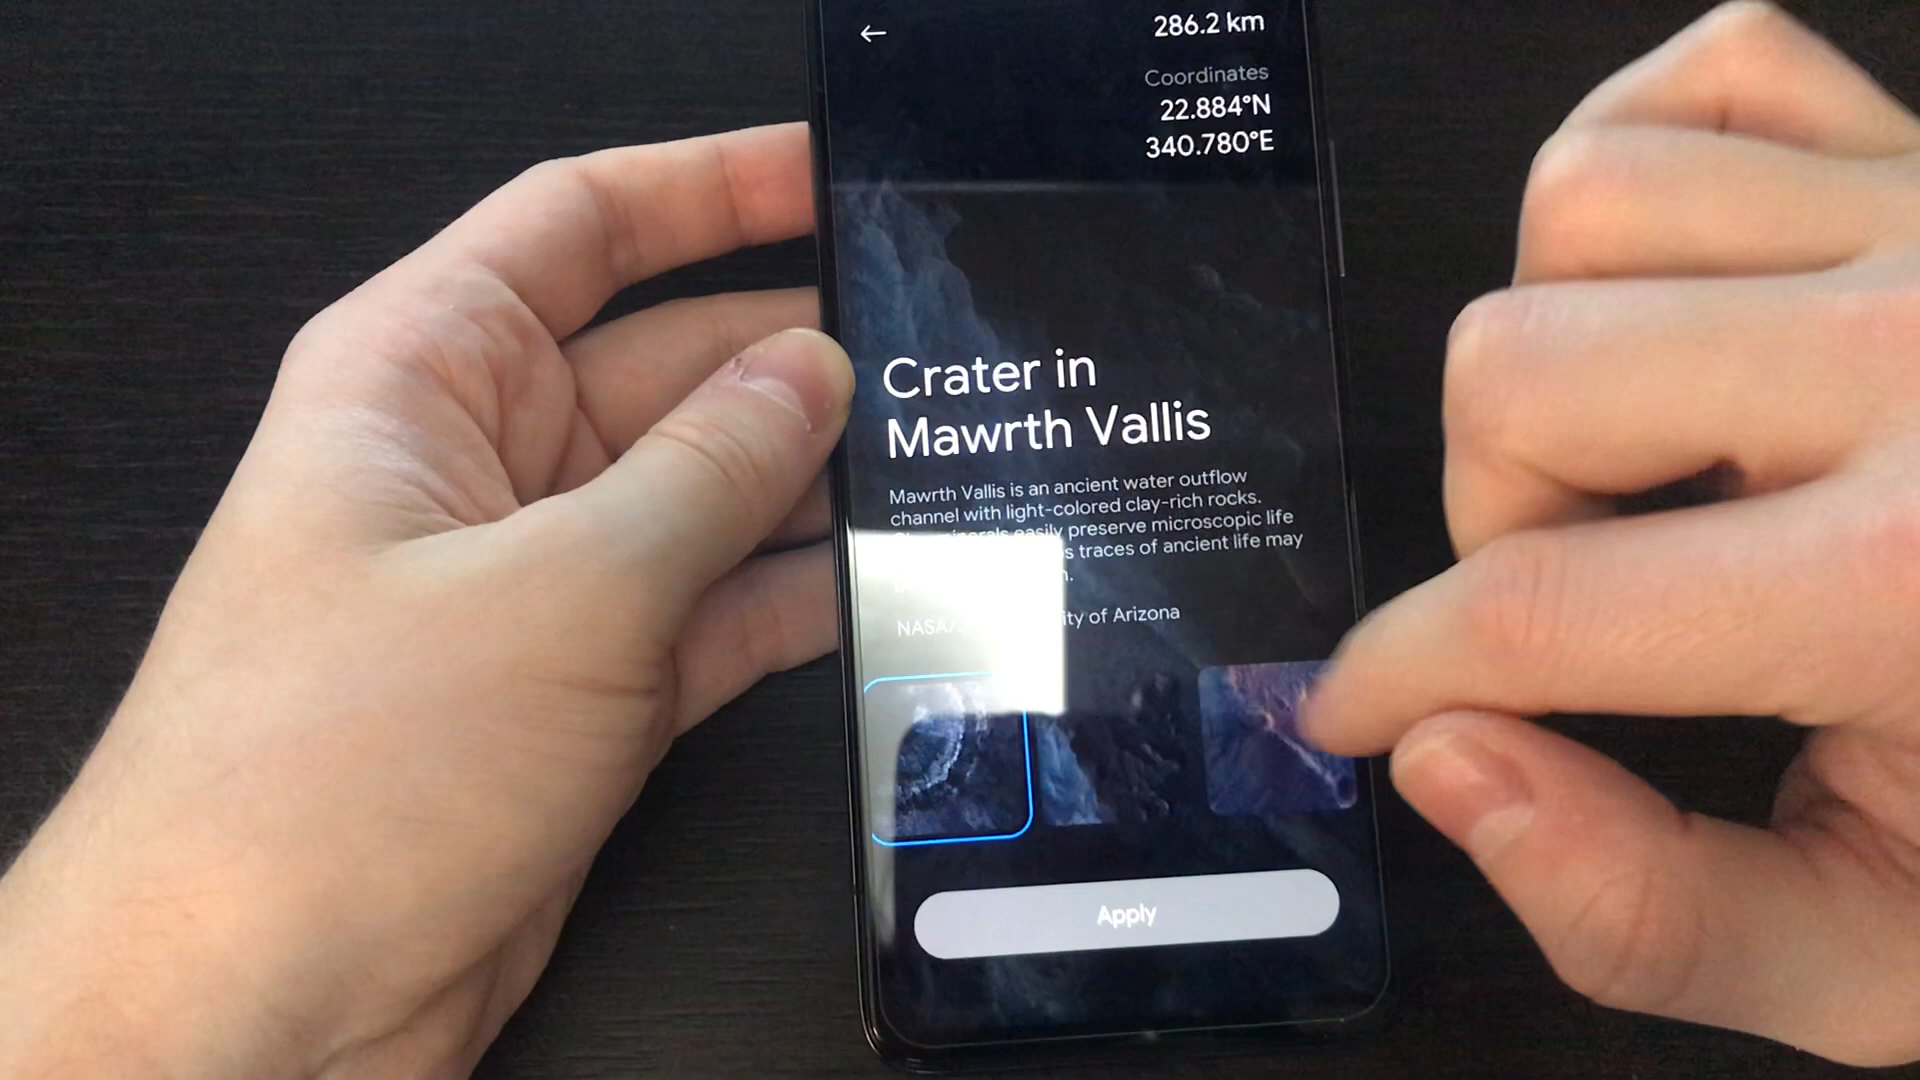 286.2 km
Coordinates
22.884°N
340.780°E
Crater in
Mawrth Vallis
Mawrth Vallis is an ancient water outflow
channel with light-colored clay-rich rocks.
easily preserve microscopic life
traces of ancient life may
NASA/ of Arizona
Apply